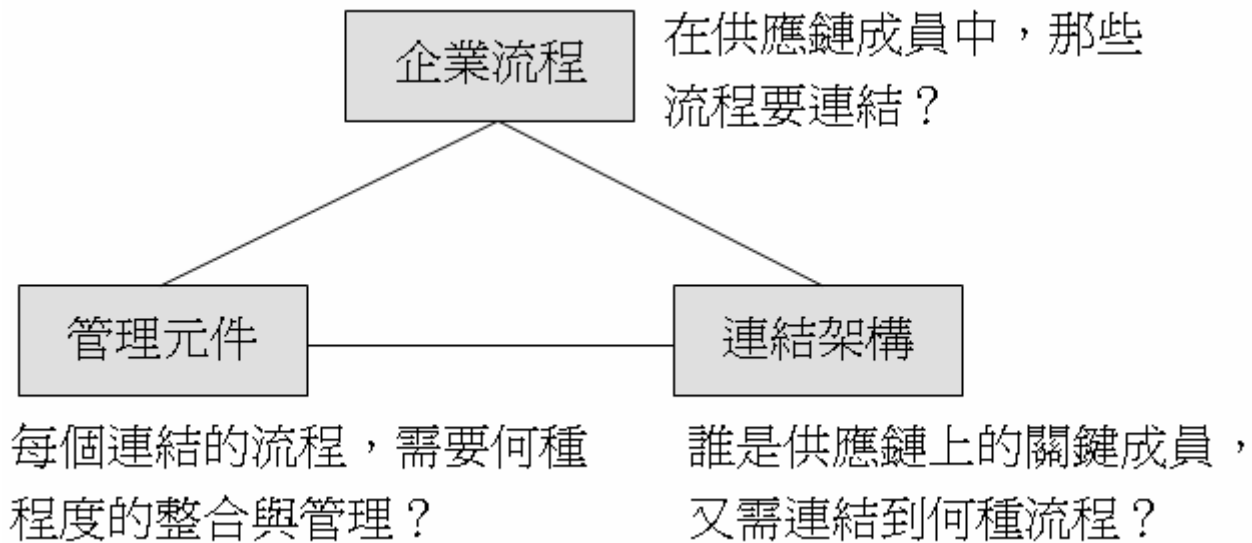 企業流程
在供應鏈成員中，那些
流程要連結？
管理元件
連結架構
每個連結的流程，需要何種
程度的整合與管理？
誰是供應鏈上的關鍵成員，
又需連結到何種流程？